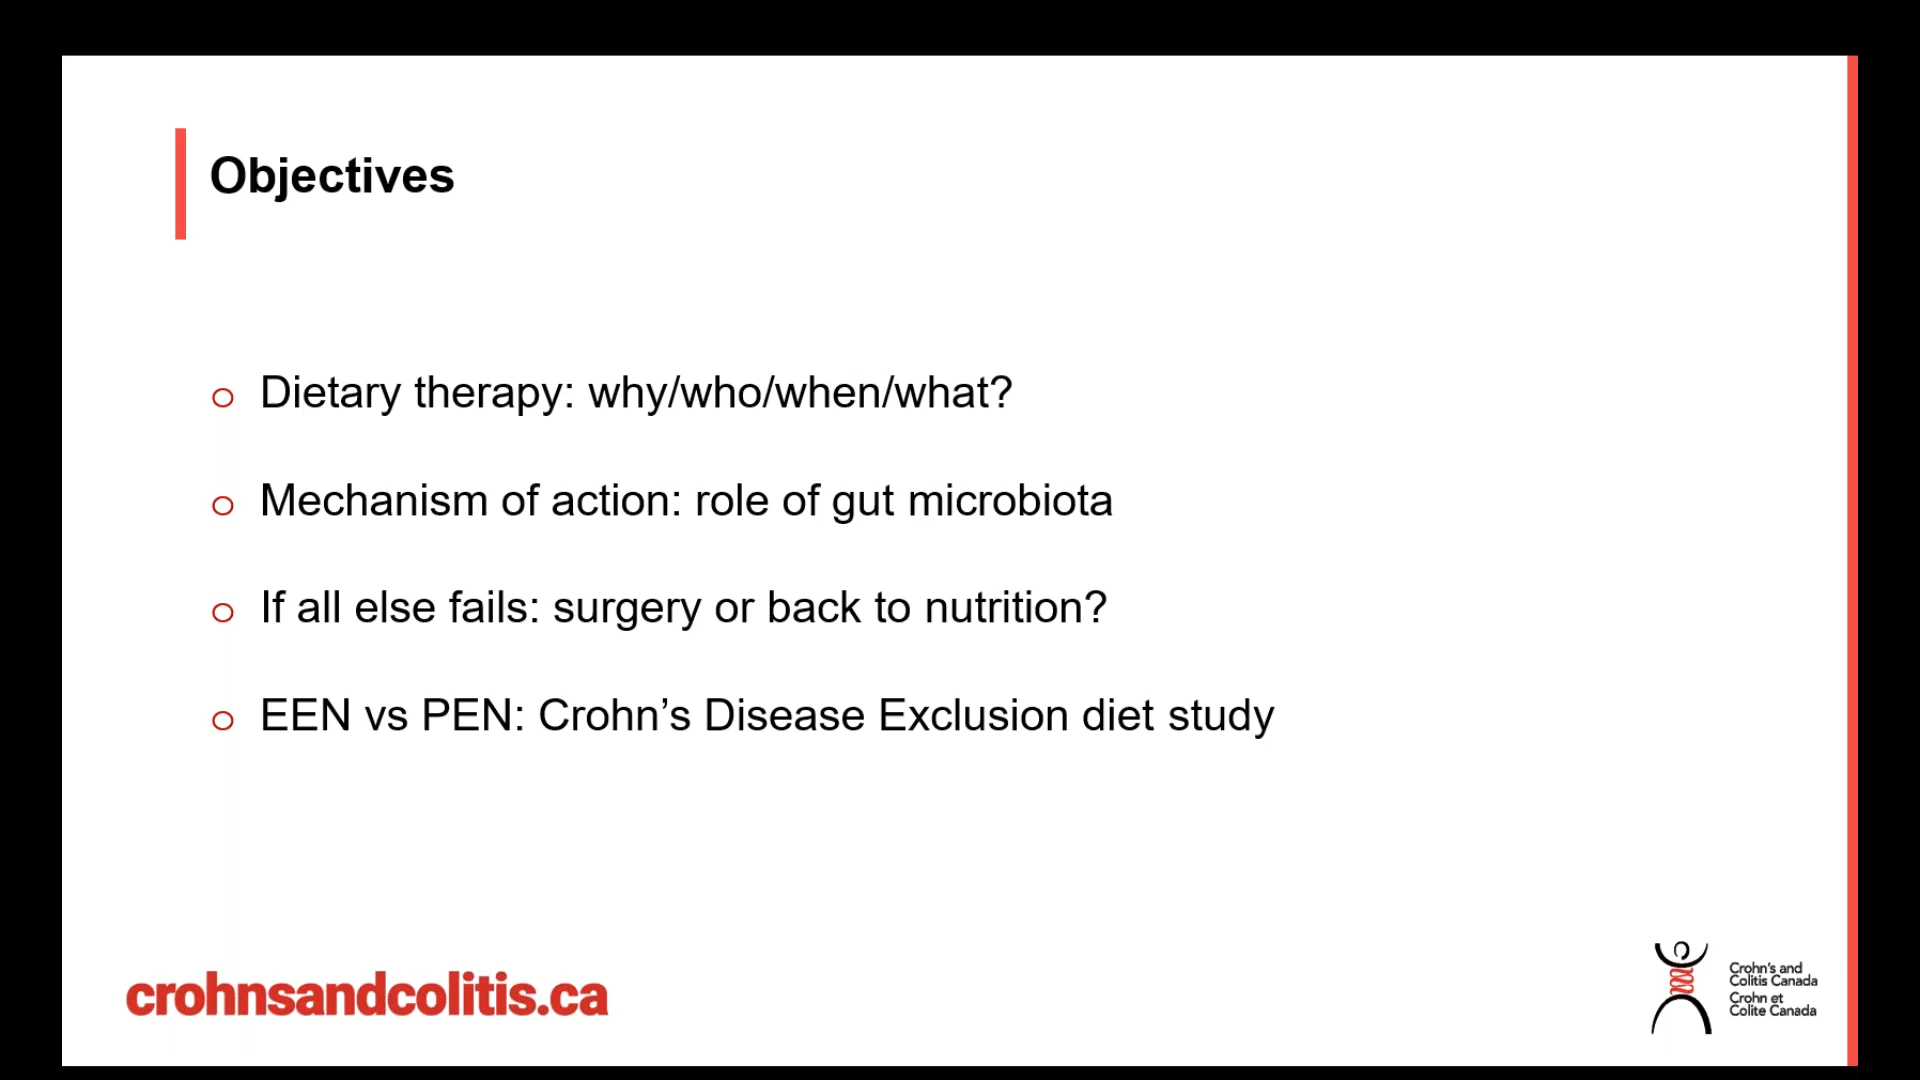 Objectives
o Dietary therapy: why/who/when/what?
o Mechanism of action: role of gut microbiota
o If all else fails: surgery or back to nutrition?
o EEN vs PEN: Crohn’s Disease Exclusion diet study
crohnsandcolitis.ca
Crohn's and
Colitis Canada
Crohn et
Colite Canada